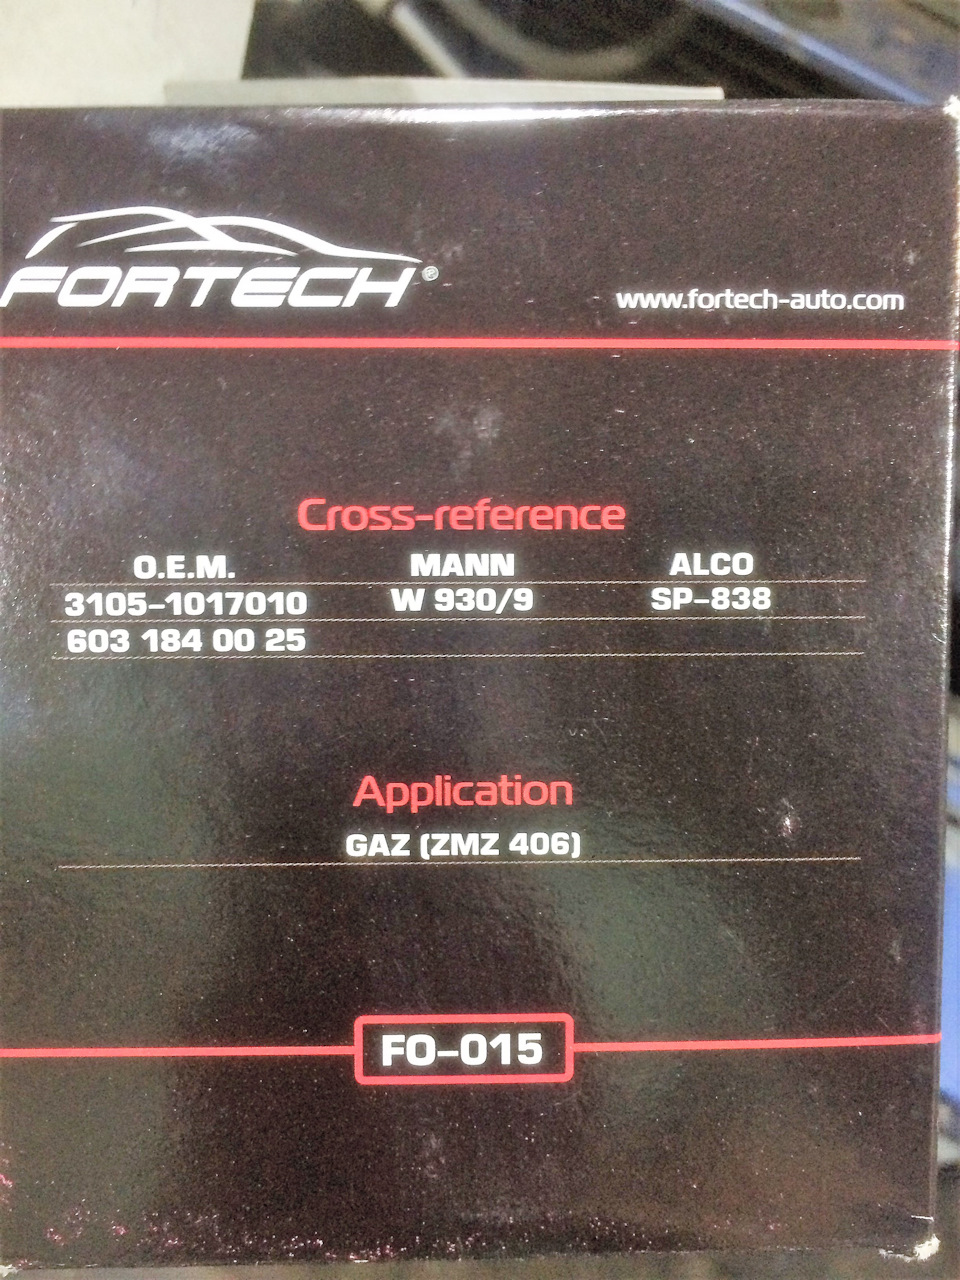 FORTECH®
www.fortech-auto.com
Cross-reference
O.E.M. MANN ALCO
3105-1017010 W 930/9 SP-838
603 184 00 25
Application
GAZ (ZMZ 406)
FO-015